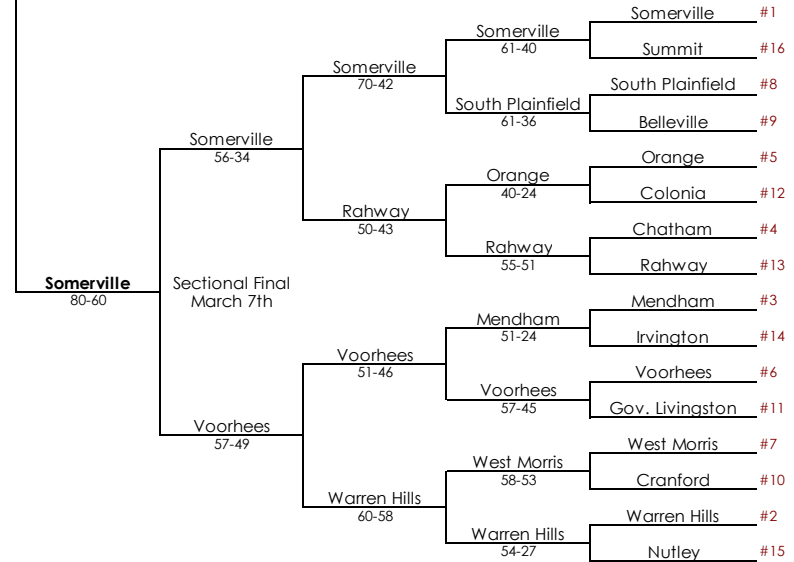 Somerville #1
Somerville
61-40
Summit #16
Somerville
70-42
South Plainfield #8
South Plainfield
61-36
Belleville #9
Somerville
56-34
Orange #5
Orange
40-24
Colonia #12
Rahway
50-43
Chatham #4
Rahway
55-51
Rahway #13
Somerville
80-60
Sectional Final
March 7th
Mendham #3
Mendham
51-24
Irvington #14
Voorhees
51-46
Voorhees #6
Voorhees
57-45
Gov. Livingston #11
Voorhees
57-49
West Morris #7
West Morris
58-53
Cranford #10
Warren Hills
60-58
Warren Hills #2
Warren Hills
54-27
Nutley #15